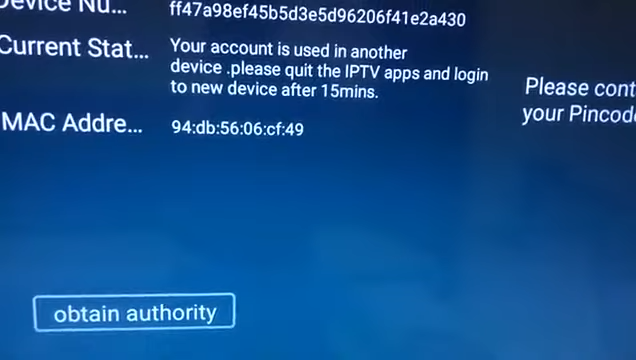 Device Nu... ff47a98ef45b5d3e5d96206f41e2a430
Current Stat... Your account is used in another
device .please quit the IPTV apps and login
to new device after 15mins.
Please cont
your Pincod
MAC Addre... 94:db:56:06:cf:49
obtain authority